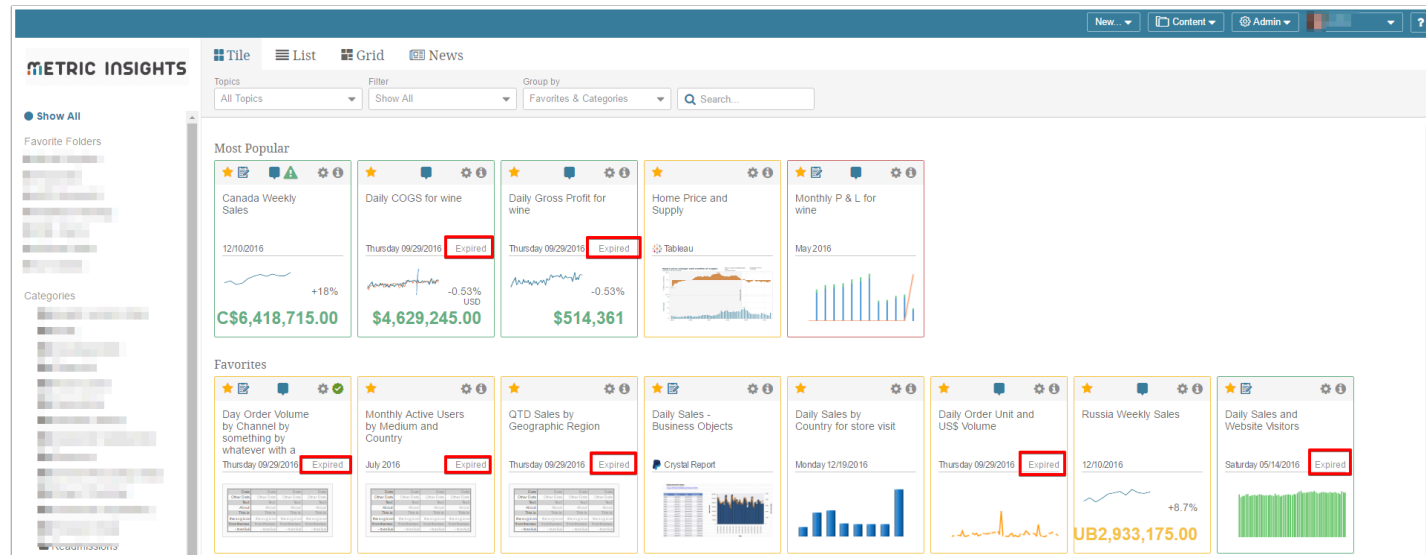 New...
Content
Admin
?
METRIC INSIGHTS
Tile
List
Grid
News
Topics
Filter
Group by
All Topics
Show All
Favorites & Categories
Search...
Show All
Favorite Folders
Categories
Readmissions
Most Popular
Canada Weekly
Sales
12/10/2016
+18%
C$6,418,715.00
Daily COGS for wine
Thursday 09/29/2016
Expired
-0.53%
USD
$4,629,245.00
Daily Gross Profit for
wine
Thursday 09/29/2016
Expired
-0.53%
$514,361
Home Price and
Supply
Tableau
Monthly P & L for
wine
May 2016
Favorites
Day Order Volume
by Channel by
something by
whatever with a
Thursday 09/29/2016
Expired
Monthly Active Users
by Medium and
Country
July 2016
Expired
QTD Sales by
Geographic Region
Thursday 09/29/2016
Expired
Daily Sales -
Business Objects
Crystal Report
Daily Sales by
Country for store visit
Monday 12/19/2016
Daily Order Unit and
US$ Volume
Thursday 09/29/2016
Expired
Russia Weekly Sales
12/10/2016
+8.7%
UB2,933,175.00
Daily Sales and
Website Visitors
Saturday 05/14/2016
Expired